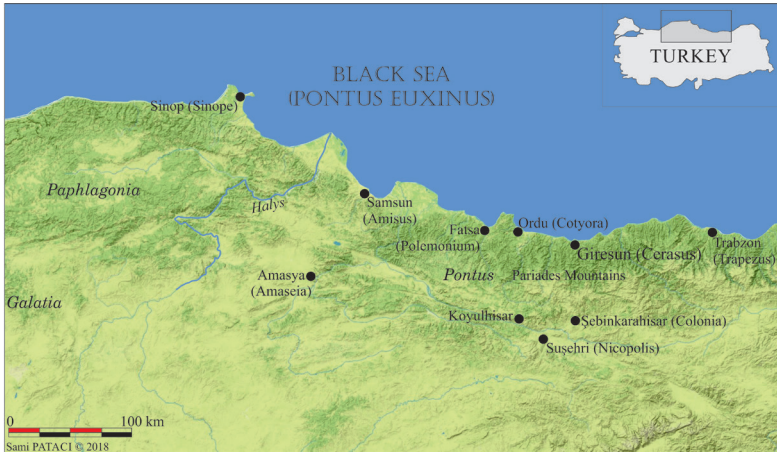 TURKEY
BLACK SEA
(PONTUS EUXINUS)
Sinop (Sinope)
Paphlagonia
Halys
Samsun
(Amisus)
Fatsa
(Polemonium)
Ordu (Cotyora)
Giresun (Cerasus)
Trabzon
(Trapezus)
Pontus
Pariades Mountains
Amasya
(Amaseia)
Galatia
Koyulhisar
Şebinkarahisar (Colonia)
Suşehri (Nicopolis)
0 100 km
Sami PATACI © 2018